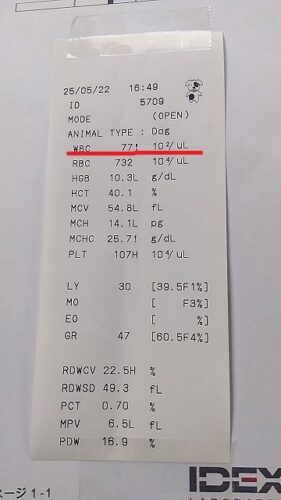 25/05/22 16:49
ID 5709
MODE (OPEN)
ANIMAL TYPE : Dog
WBC 77! 10²/uL
RBC 732 10⁴/uL
HGB 10.3L g/dL
HCT 40.1 %
MCV 54.8L fL
MCH 14.1L pg
MCHC 25.7! g/dL
PLT 107H 10⁴/uL
LY 30 [39.5F1%]
MO [ F3%]
EO [ %]
GR 47 [60.5F4%]
RDWCV 22.5H %
RDWSD 49.3 fL
PCT 0.70 %
MPV 6.5L fL
PDW 16.9 %
ページ 1-1
IDEX